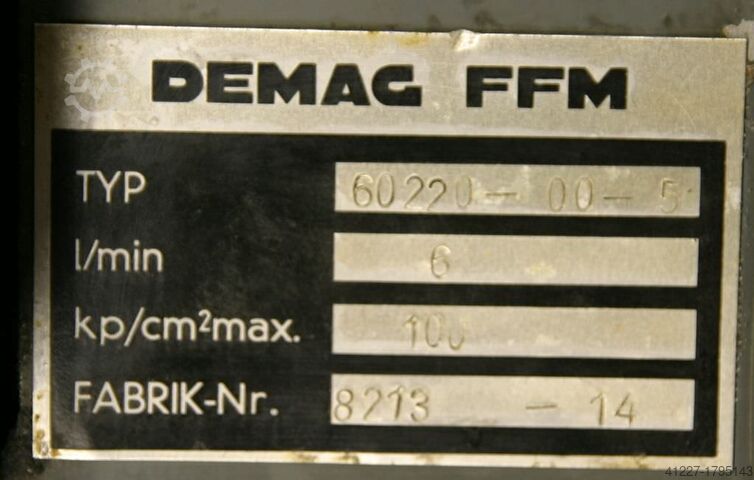 DEMAG FFM
TYP 60220-00-5
l/min 6
kp/cm²max. 100
FABRIK-Nr. 8213 - 14
41227-1795143